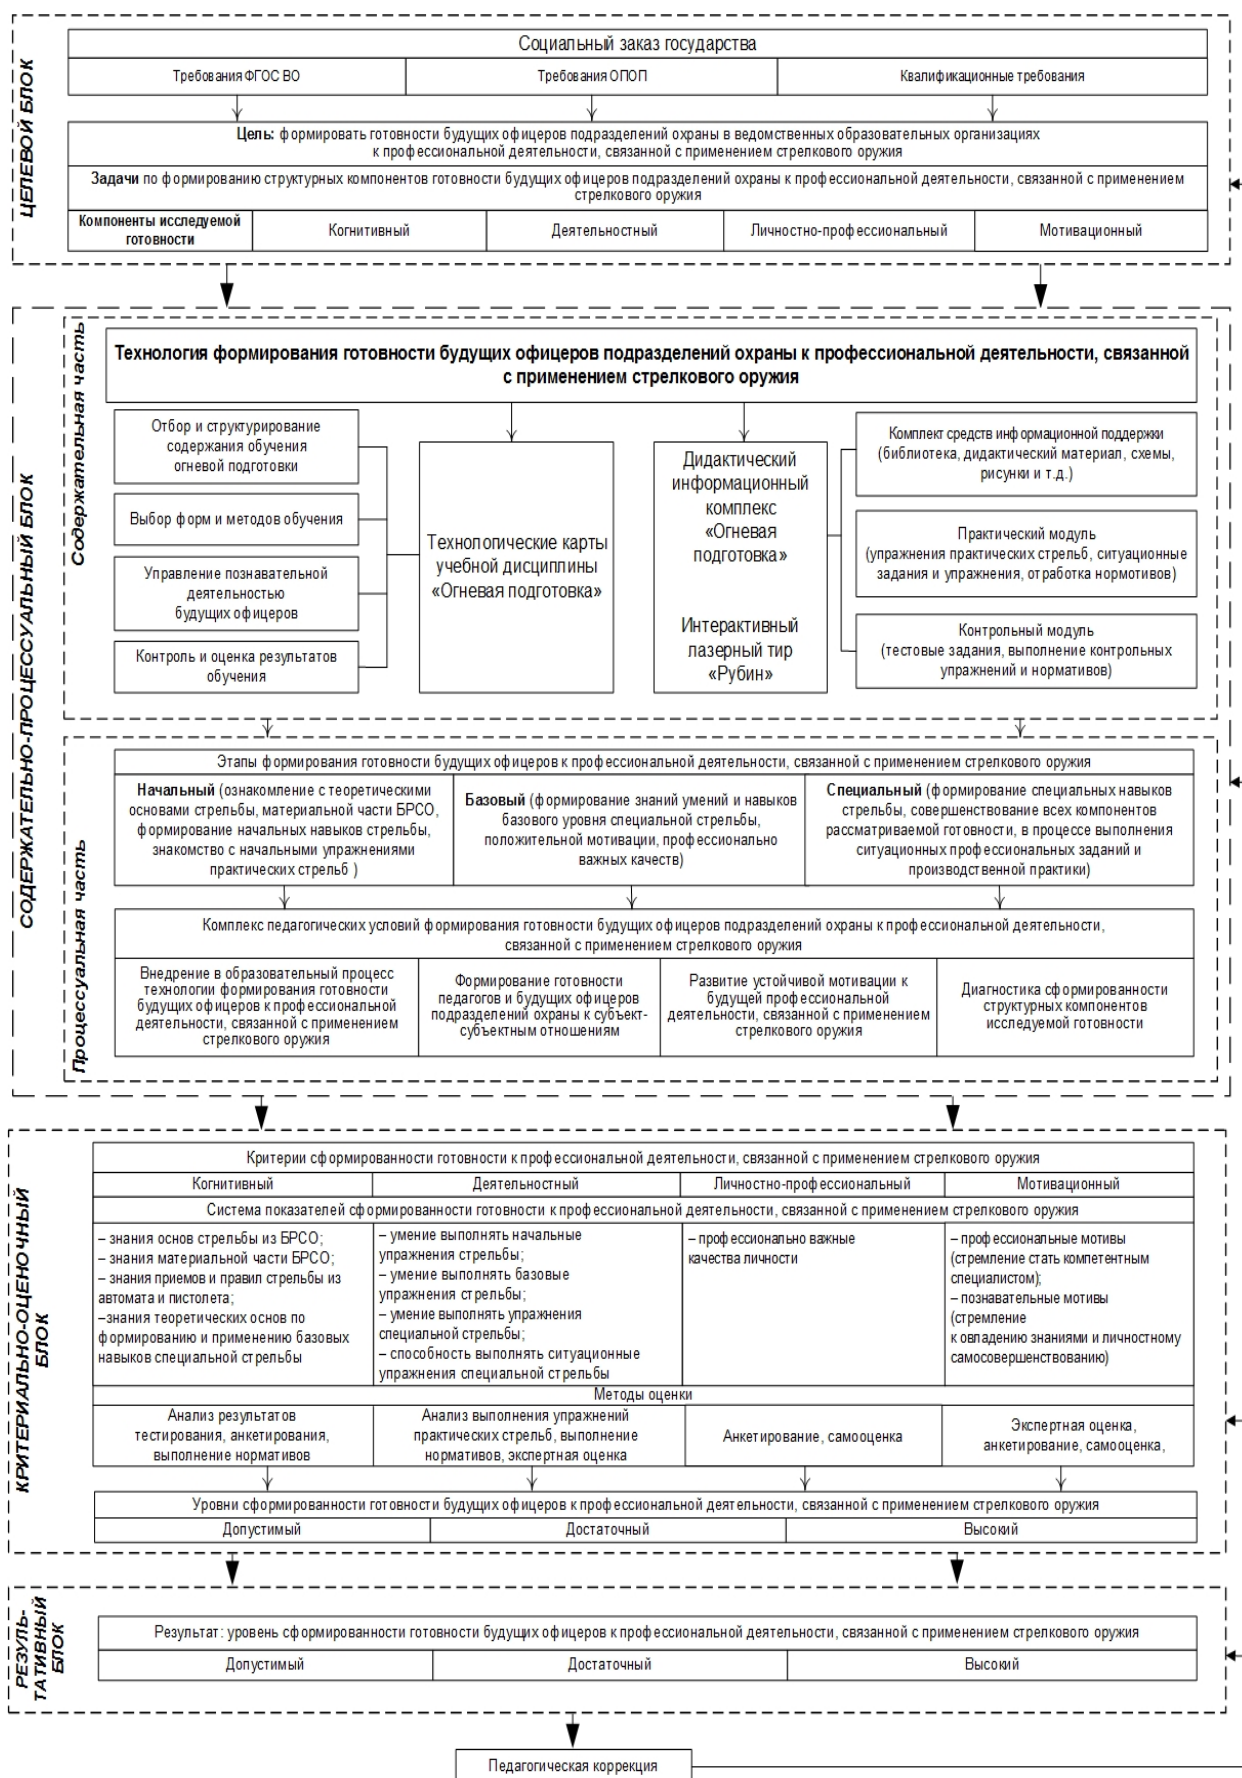 ЦЕЛЕВОЙ БЛОК
Социальный заказ государства
Требования ФГОС ВО
Требования ОПОП
Квалификационные требования
Цель: формировать готовности будущих офицеров подразделений охраны в ведомственных образовательных организациях
к профессиональной деятельности, связанной с применением стрелкового оружия
Задачи по формированию структурных компонентов готовности будущих офицеров подразделений охраны к профессиональной деятельности, связанной с применением
стрелкового оружия
Компоненты исследуемой
готовности
Когнитивный
Деятельностный
Личностно-профессиональный
Мотивационный
СОДЕРЖАТЕЛЬНО-ПРОЦЕССУАЛЬНЫЙ БЛОК
Содержательная часть
Технология формирования готовности будущих офицеров подразделений охраны к профессиональной деятельности, связанной
с применением стрелкового оружия
Отбор и структурирование
содержания обучения
огневой подготовки
Выбор форм и методов обучения
Управление познавательной
деятельностью
будущих офицеров
Контроль и оценка результатов
обучения
Технологические карты
учебной дисциплины
«Огневая подготовка»
Дидактический
информационный
комплекс
«Огневая
подготовка»
Интерактивный
лазерный тир
«Рубин»
Комплект средств информационной поддержки
(библиотека, дидактический материал, схемы,
рисунки и т.д.)
Практический модуль
(упражнения практических стрельб, ситуационные
задания и упражнения, отработка нормотивов)
Контрольный модуль
(тестовые задания, выполнение контрольных
упражнений и нормативов)
Процессуальная часть
Этапы формирования готовности будущих офицеров к профессиональной деятельности, связанной с применением стрелкового оружия
Начальный (ознакомление с теоретическими
основами стрельбы, материальной части БРСО,
формирование начальных навыков стрельбы,
знакомство с начальными упражнениями
практических стрельб )
Базовый (формирование знаний умений и навыков
базового уровня специальной стрельбы,
положительной мотивации, профессионально
важных качеств)
Специальный (формирование специальных навыков
стрельбы, совершенствование всех компонентов
рассматриваемой готовности, в процессе выполнения
ситуационных профессиональных заданий и
производственной практики)
Комплекс педагогических условий формирования готовности будущих офицеров подразделений охраны к профессиональной деятельности,
связанной с применением стрелкового оружия
Внедрение в образовательный процесс
технологии формирования готовности
будущих офицеров к профессиональной
деятельности, связанной с применением
стрелкового оружия
Формирование готовности
педагогов и будущих офицеров
подразделений охраны к субъект-
субъектным отношениям
Развитие устойчивой мотивации к
будущей профессиональной
деятельности, связанной с применением
стрелкового оружия
Диагностика сформированности
структурных компонентов
исследуемой готовности
КРИТЕРИАЛЬНО-ОЦЕНОЧНЫЙ
БЛОК
Критерии сформированности готовности к профессиональной деятельности, связанной с применением стрелкового оружия
Когнитивный
Деятельностный
Личностно-профессиональный
Мотивационный
Система показателей сформированности готовности к профессиональной деятельности, связанной с применением стрелкового оружия
– знания основ стрельбы из БРСО;
– знания материальной части БРСО;
– знания приемов и правил стрельбы из
автомата и пистолета;
–знания теоретических основ по
формированию и применению базовых
навыков специальной стрельбы
– умение выполнять начальные
упражнения стрельбы;
– умение выполнять базовые
упражнения стрельбы;
– умение выполнять упражнения
специальной стрельбы;
– способность выполнять ситуационные
упражнения специальной стрельбы
– профессионально важные
качества личности
– профессиональные мотивы
(стремление стать компетентным
специалистом);
– познавательные мотивы
(стремление
к овладению знаниями и личностному
самосовершенствованию)
Методы оценки
Анализ результатов
тестирования, анкетирования,
выполнение нормативов
Анализ выполнения упражнений
практических стрельб, выполнение
нормативов, экспертная оценка
Анкетирование, самооценка
Экспертная оценка,
анкетирование, самооценка,
Уровни сформированности готовности будущих офицеров к профессиональной деятельности, связанной с применением стрелкового оружия
Допустимый
Достаточный
Высокий
РЕЗУЛЬ-
ТАТИВНЫЙ
БЛОК
Результат: уровень сформированности готовности будущих офицеров к профессиональной деятельности, связанной с применением стрелкового оружия
Допустимый
Достаточный
Высокий
Педагогическая коррекция